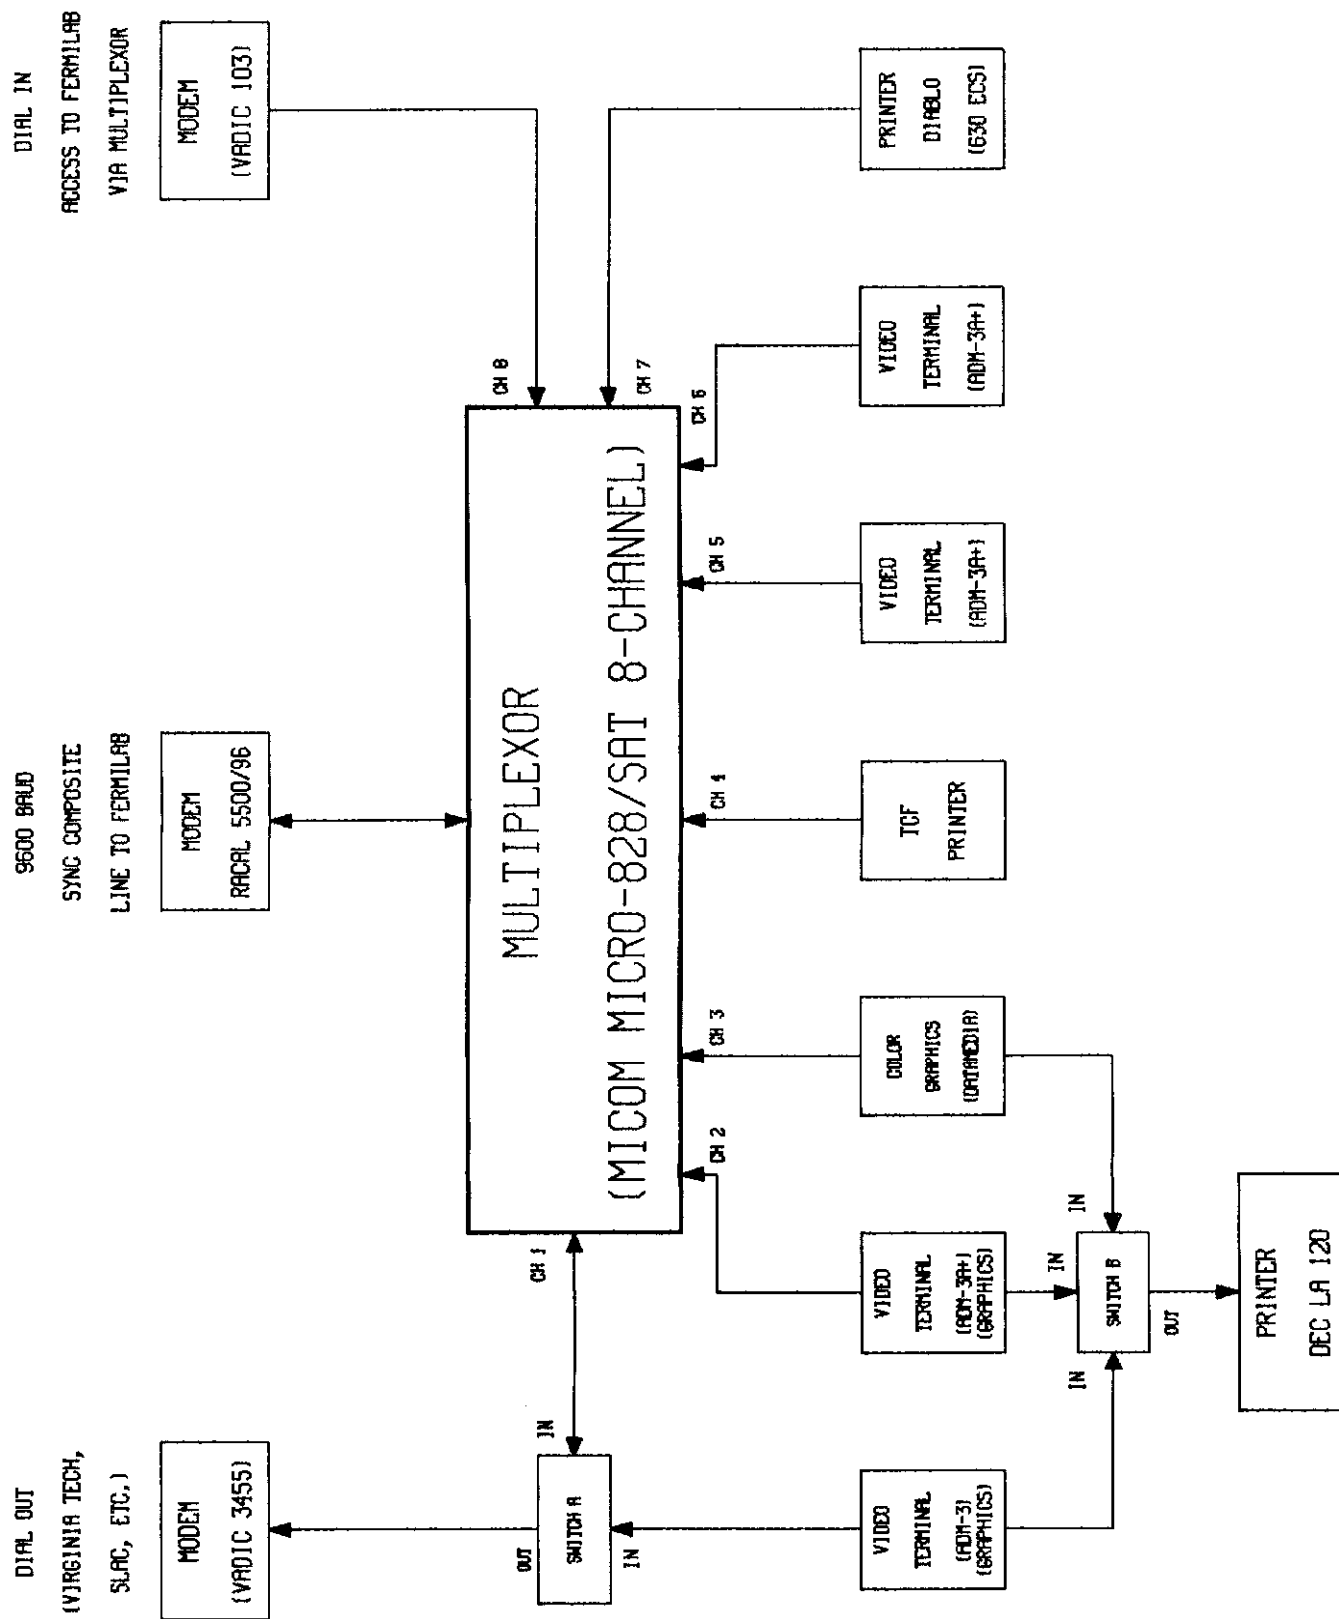 DIAL OUT
(VIRGINIA TECH,
SLAC, ETC.)
MODEM
(VADIC 3455)
9600 BAUD
SYNC COMPOSITE
LINE TO FERMILAB
MODEM
RACAL 5500/96
DIAL IN
ACCESS TO FERMILAB
VIA MULTIPLEXOR
MODEM
(VADIC 103)
OUT
SWITCH A
IN
IN
CH 1
MULTIPLEXOR
(MICOM MICRO-828/SAT 8-CHANNEL)
CH 8
CH 7
CH 2
CH 3
CH 4
CH 5
CH 6
VIDEO
TERMINAL
(ADM-3)
(GRAPHICS)
VIDEO
TERMINAL
(ADM-3A+)
(GRAPHICS)
COLOR
GRAPHICS
(DATAMEDIA)
TCF
PRINTER
VIDEO
TERMINAL
(ADM-3A+)
VIDEO
TERMINAL
(ADM-3A+)
PRINTER
DIABLO
(630 ECS)
IN
IN
IN
SWITCH B
OUT
PRINTER
DEC LA 120